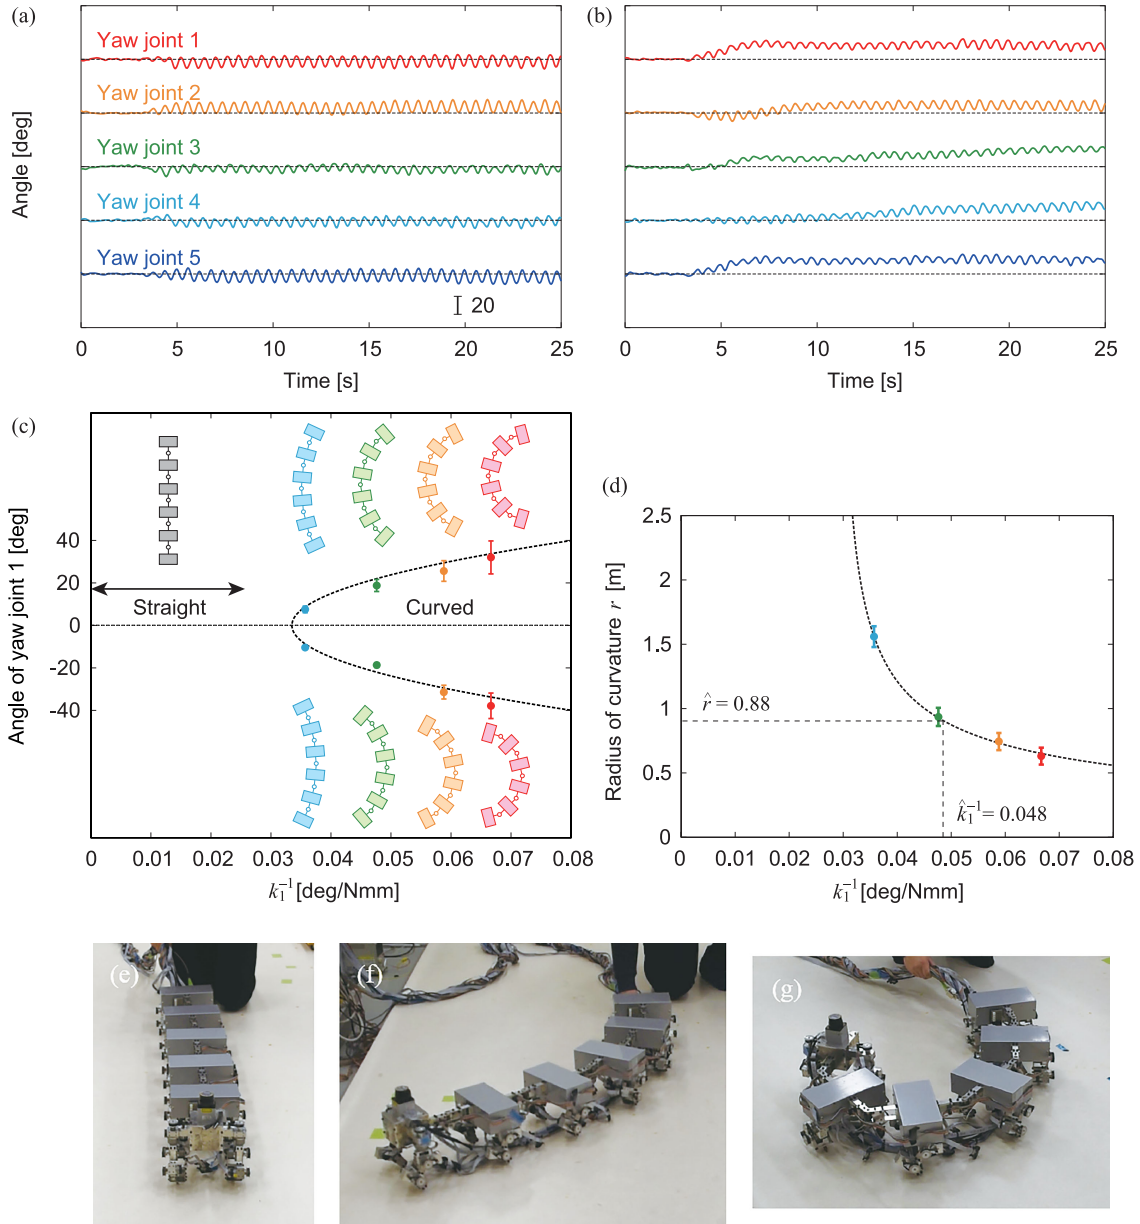 (a)
Yaw joint 1
Yaw joint 2
Yaw joint 3
Yaw joint 4
Yaw joint 5
20
Angle [deg]
0 5 10 15 20 25
Time [s]
(b)
0 5 10 15 20 25
Time [s]
(c)
Angle of yaw joint 1 [deg]
40
20
0
-20
-40
Straight
Curved
0 0.01 0.02 0.03 0.04 0.05 0.06 0.07 0.08
k₁⁻¹ [deg/Nmm]
(d)
Radius of curvature r [m]
2.5
2
1.5
1
0.5
0
r̂ = 0.88
k̂₁⁻¹ = 0.048
0 0.01 0.02 0.03 0.04 0.05 0.06 0.07 0.08
k₁⁻¹ [deg/Nmm]
(e)
(f)
(g)